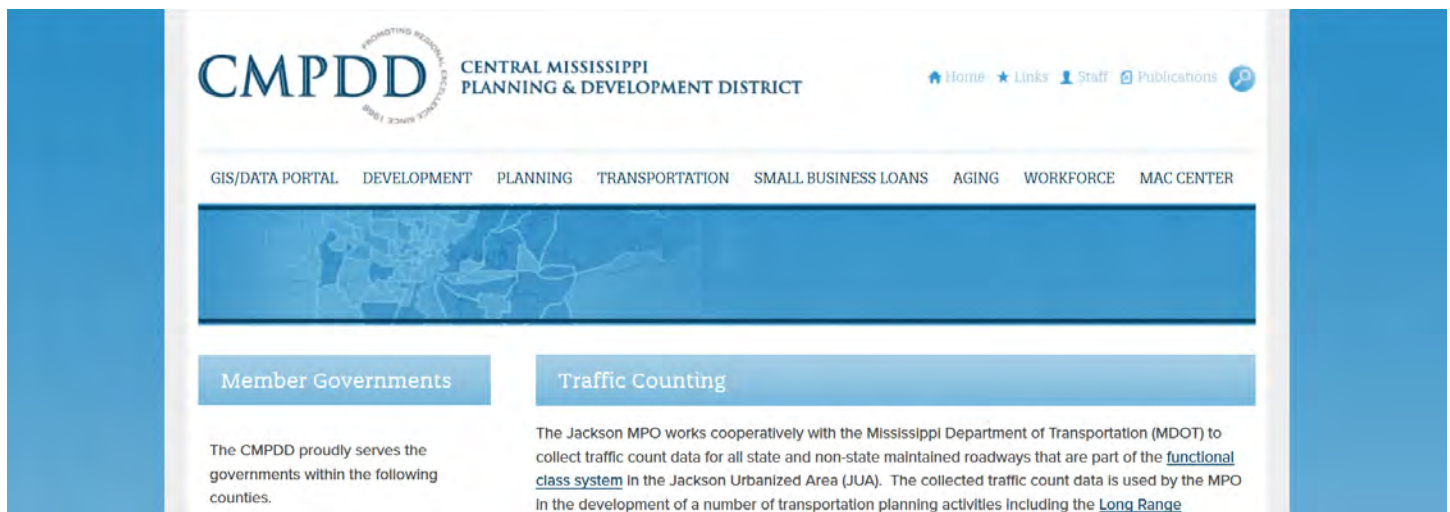 PROMOTING REGIONAL EXCELLENCE SINCE 1968
CMPDD
CENTRAL MISSISSIPPI
PLANNING & DEVELOPMENT DISTRICT
Home Links Staff Publications
GIS/DATA PORTAL DEVELOPMENT PLANNING TRANSPORTATION SMALL BUSINESS LOANS AGING WORKFORCE MAC CENTER
Member Governments
The CMPDD proudly serves the
governments within the following
counties.
Traffic Counting
The Jackson MPO works cooperatively with the Mississippi Department of Transportation (MDOT) to
collect traffic count data for all state and non-state maintained roadways that are part of the functional
class system in the Jackson Urbanized Area (JUA). The collected traffic count data is used by the MPO
in the development of a number of transportation planning activities including the Long Range